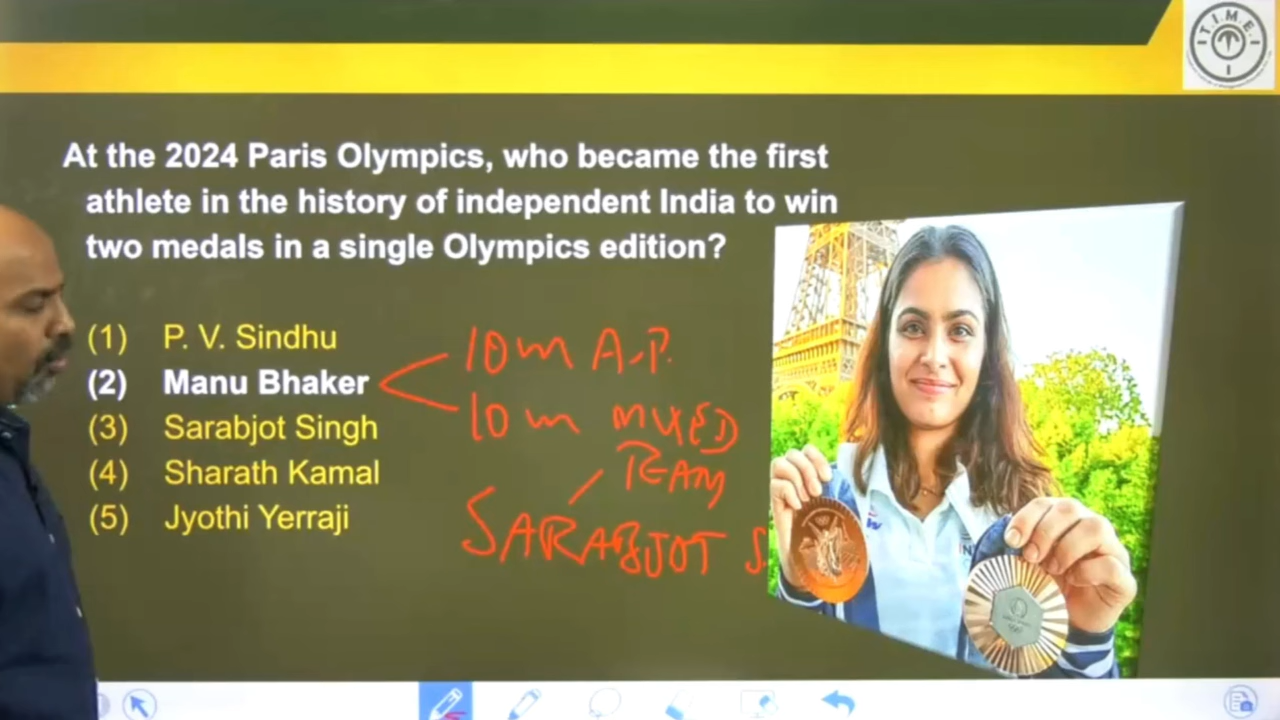 T.I.M.E.
At the 2024 Paris Olympics, who became the first
athlete in the history of independent India to win
two medals in a single Olympics edition?
(1) P. V. Sindhu
(2) Manu Bhaker
(3) Sarabjot Singh
(4) Sharath Kamal
(5) Jyothi Yerraji
10m A.P.
10m MIXED
TEAM
SARABJOT S.